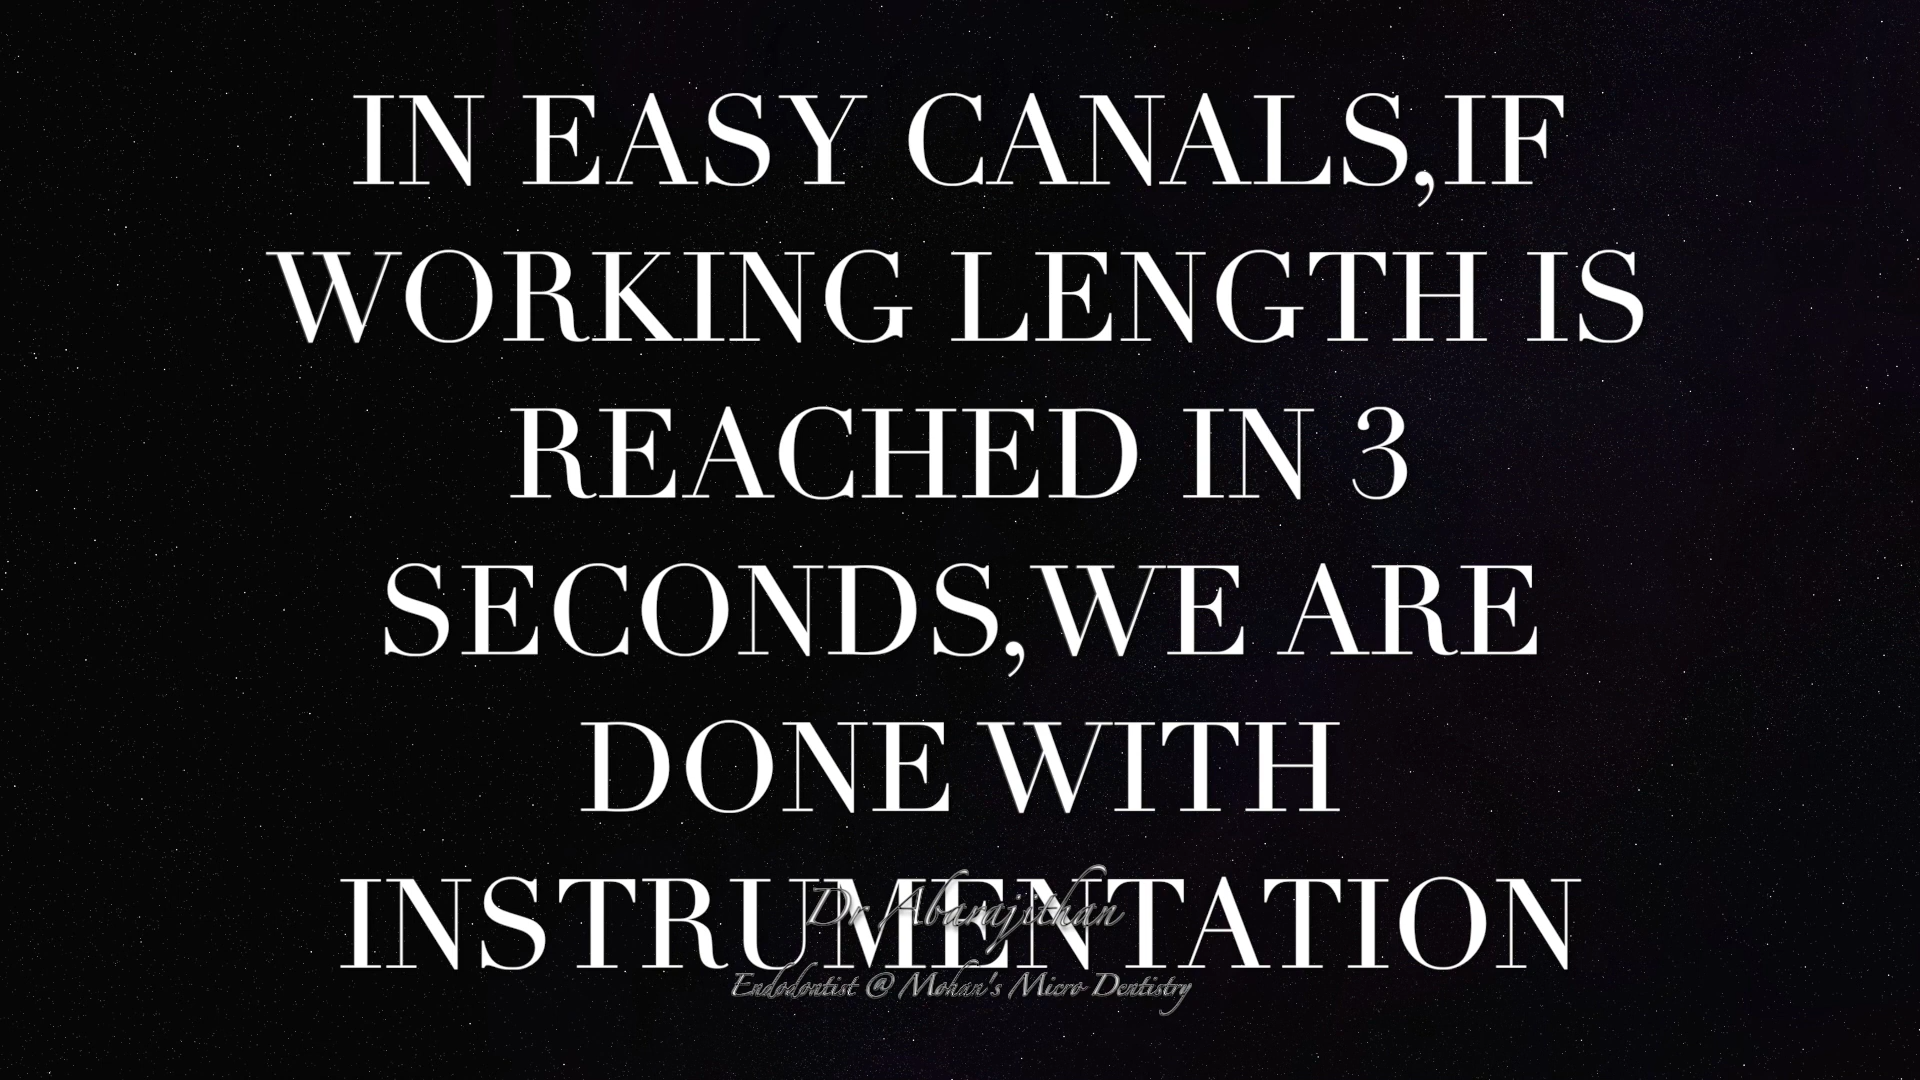 IN EASY CANALS,IF
WORKING LENGTH IS
REACHED IN 3
SECONDS,WE ARE
DONE WITH
INSTRUMENTATION
Dr Abarajithan
Endodontist @ Mohan's Micro Dentistry